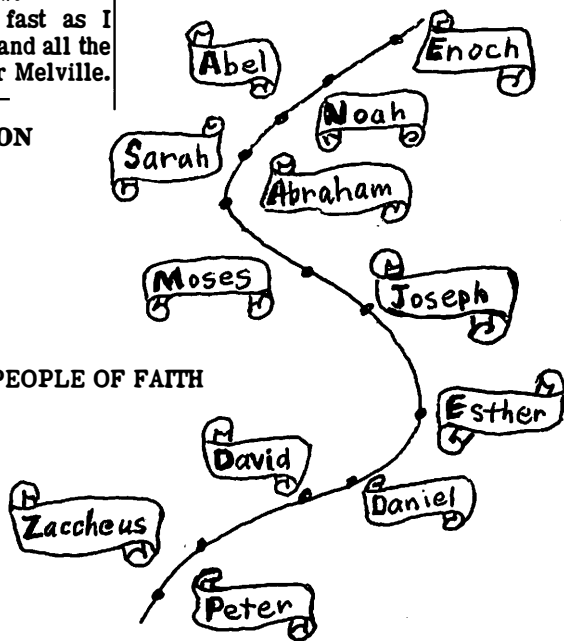 fast as I
and all the
r Melville.
ON
Enoch
Abel
Noah
Sarah
Abraham
Moses
Joseph
PEOPLE OF FAITH
Esther
David
Daniel
Zaccheus
Peter